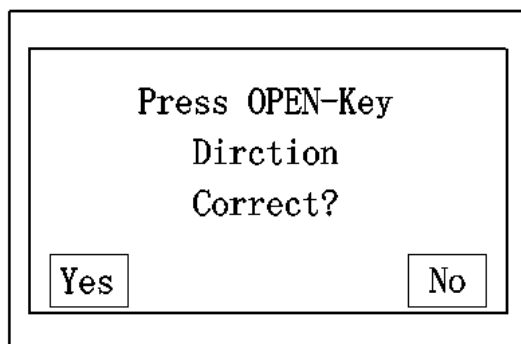 Press OPEN-Key
Dirction
Correct?
Yes No